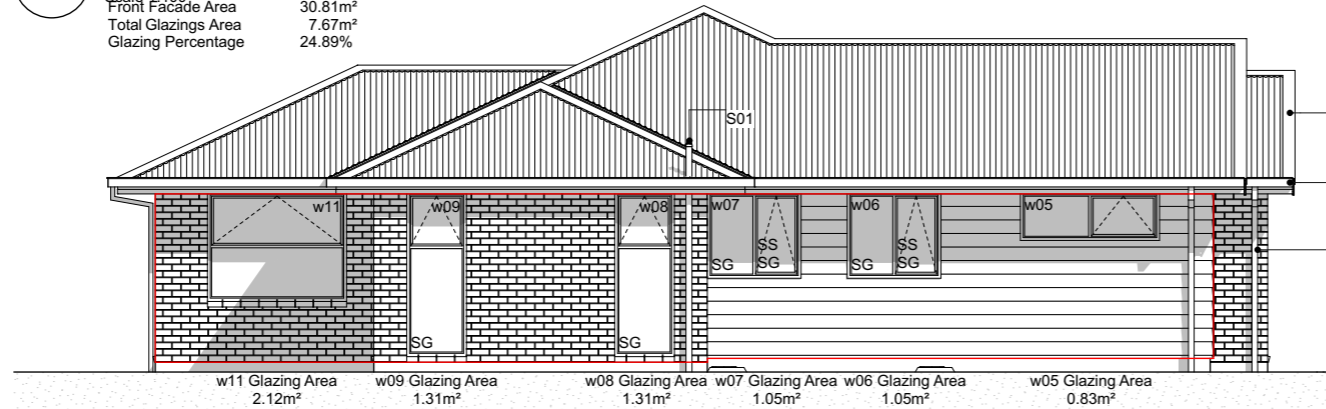 Front Facade Area 30.81m²
Total Glazings Area 7.67m²
Glazing Percentage 24.89%
S01
w11 w09 w08 w07 w06 w05
SS SS
SG SG SG SG
SG SG
w11 Glazing Area w09 Glazing Area w08 Glazing Area w07 Glazing Area w06 Glazing Area w05 Glazing Area
2.12m² 1.31m² 1.31m² 1.05m² 1.05m² 0.83m²